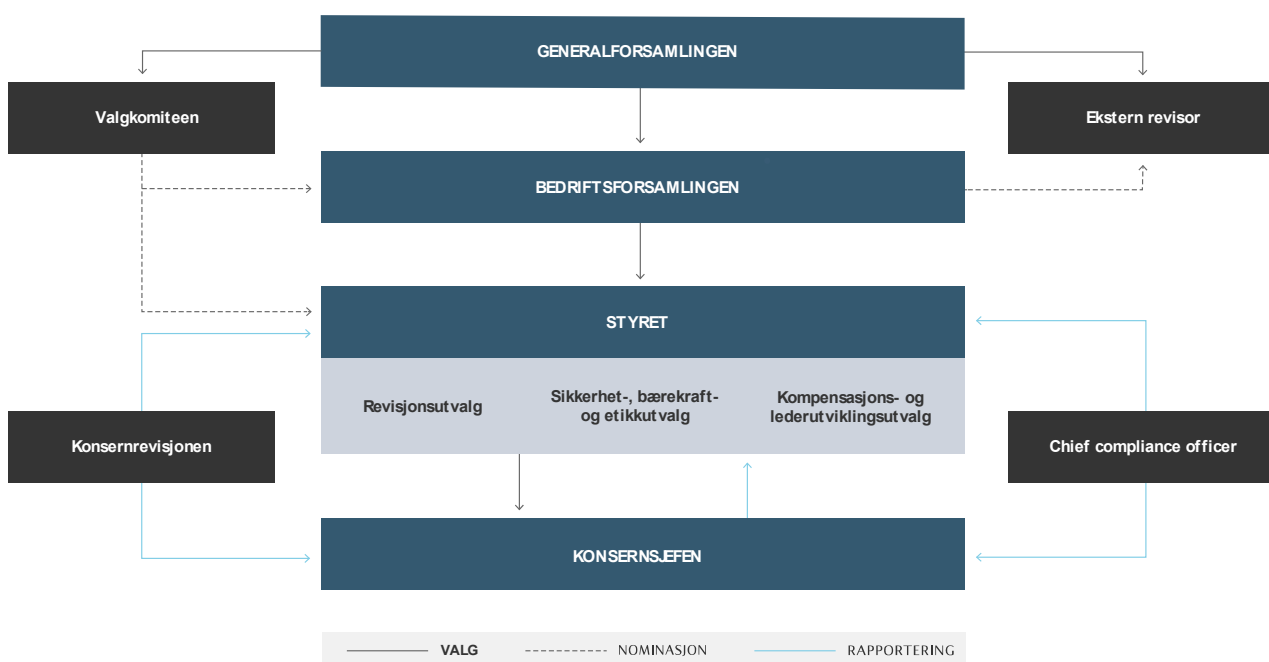 GENERALFORSAMLINGEN
Valgkomiteen
Ekstern revisor
BEDRIFTSFORSAMLINGEN
STYRET
Revisjonsutvalg
Sikkerhet-, bærekraft-
og etikkutvalg
Kompensasjons- og
lederutviklingsutvalg
Konsernrevisjonen
Chief compliance officer
KONSERNSJEFEN
VALG
NOMINASJON
RAPPORTERING